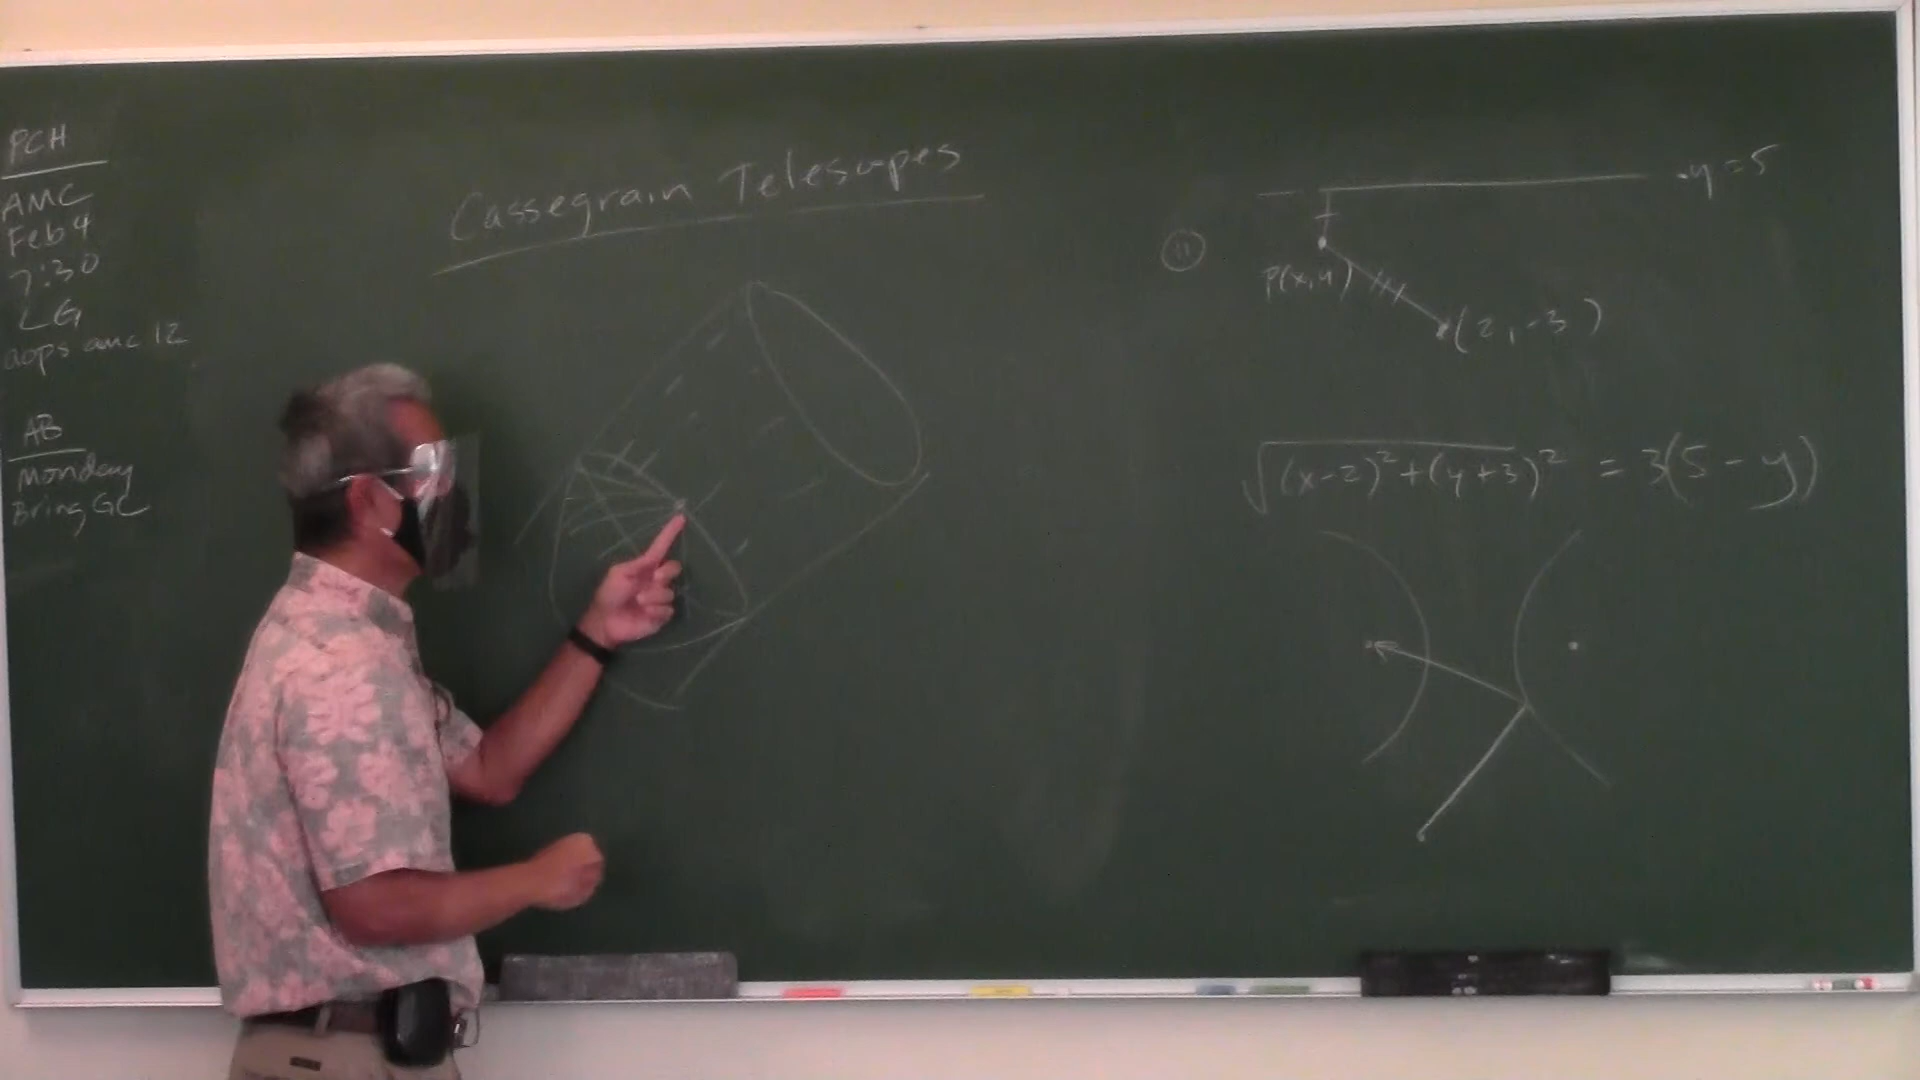 PCH
AMC
Feb 4
7:30
LG
aops amc 12
AB
Monday
Bring GC
Cassegrain Telescopes
11
y = 5
P(x,y)
(2, -3)
√(x-2)²+(y+3)² = 3(5-y)